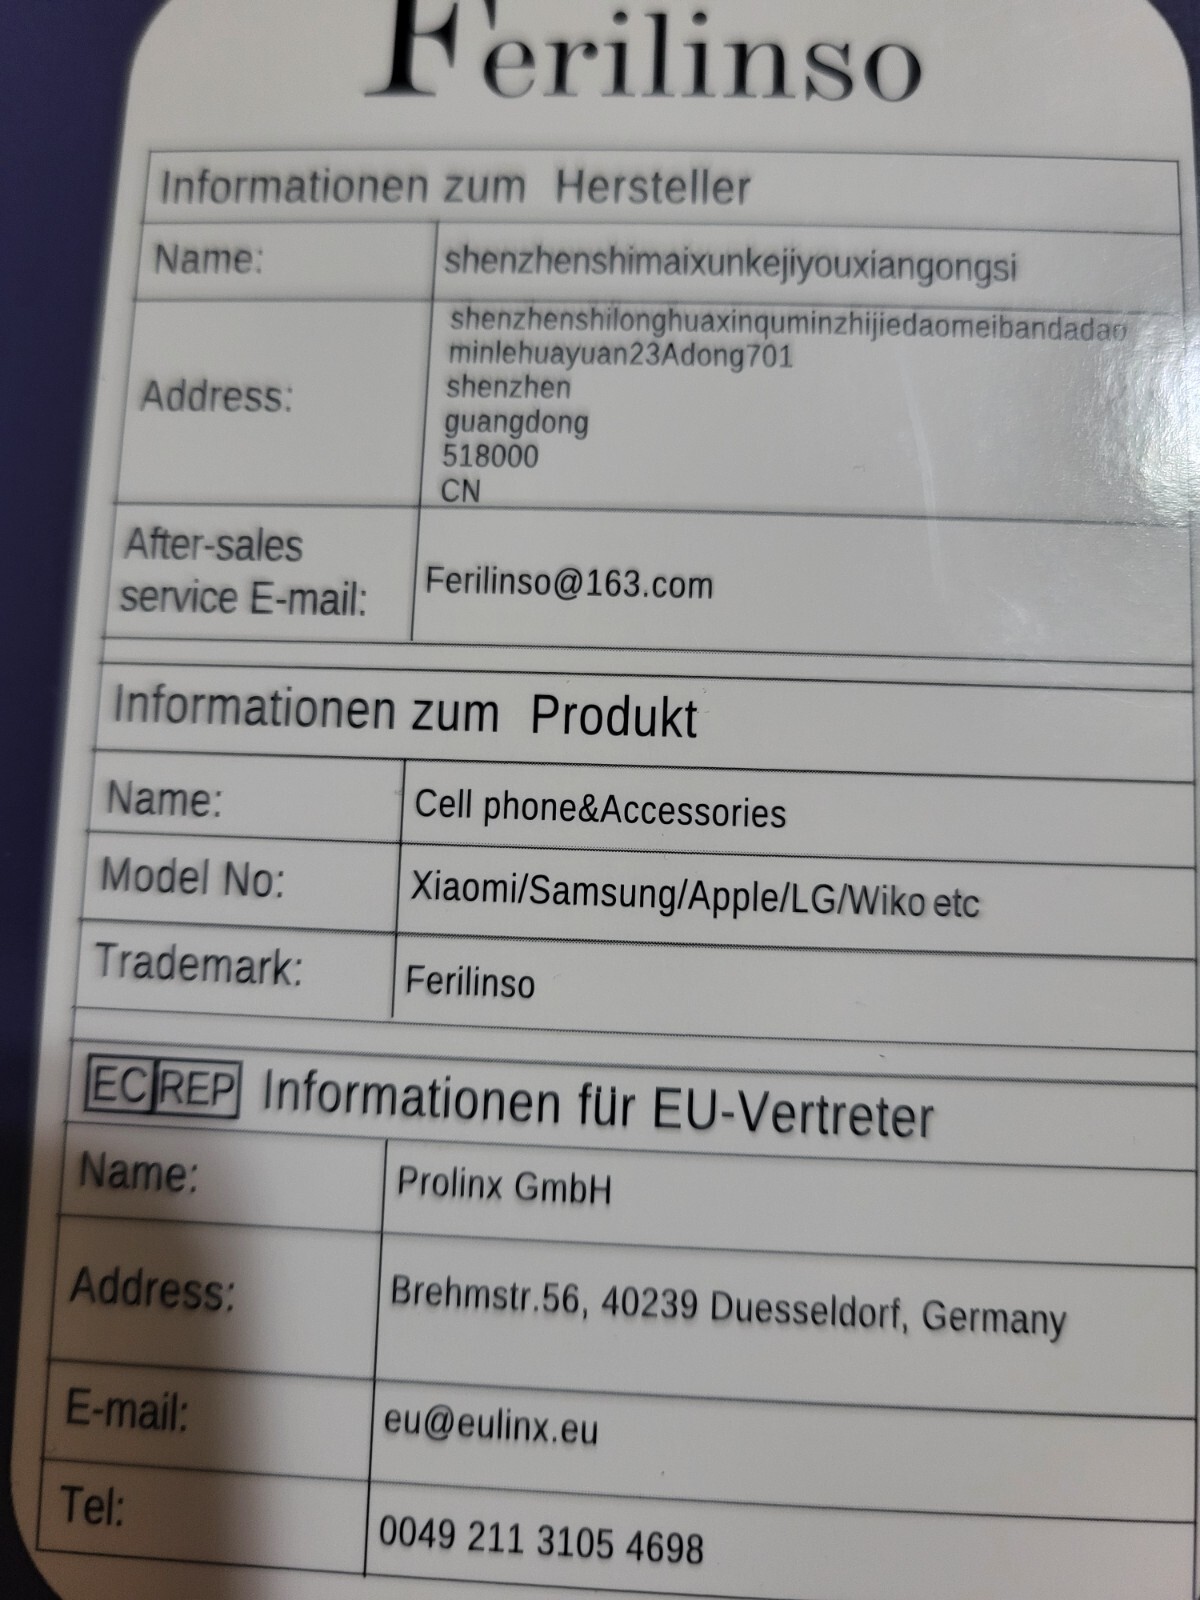 Ferilinso
Informationen zum Hersteller
Name: shenzhenshimaixunkejiyouxiangongsi
Address: shenzhenshilonghuaxinquminzhijiedaomeibandadao
minlehuayuan23Adong701
shenzhen
guangdong
518000
CN
After-sales
service E-mail: Ferilinso@163.com
Informationen zum Produkt
Name: Cell phone&Accessories
Model No: Xiaomi/Samsung/Apple/LG/Wiko etc
Trademark: Ferilinso
EC REP Informationen für EU-Vertreter
Name: Prolinx GmbH
Address: Brehmstr.56, 40239 Duesseldorf, Germany
E-mail: eu@eulinx.eu
Tel: 0049 211 3105 4698